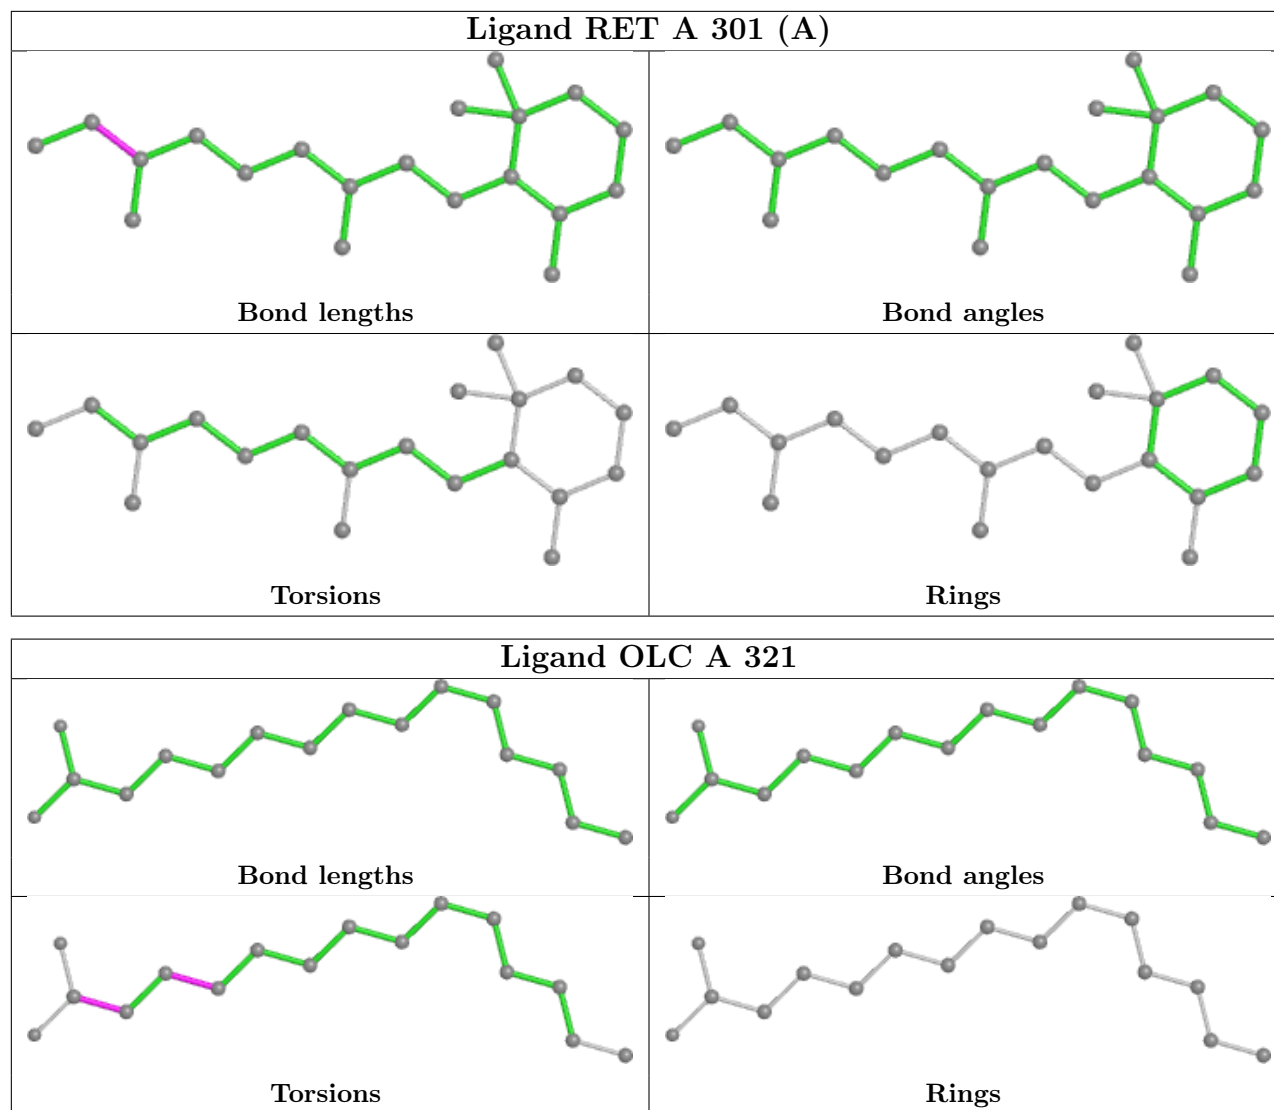 Ligand RET A 301 (A)
Bond lengths
Bond angles
Torsions
Rings
Ligand OLC A 321
Bond lengths
Bond angles
Torsions
Rings